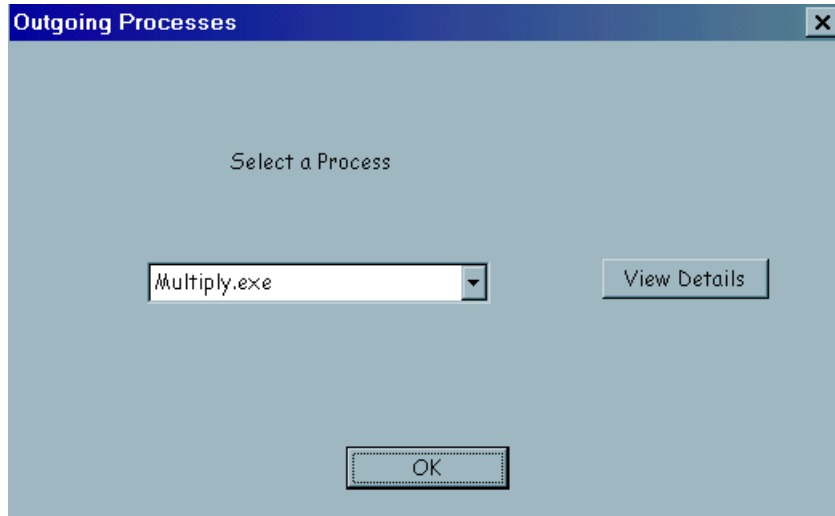 Outgoing Processes
Select a Process
Multiply.exe
View Details
OK